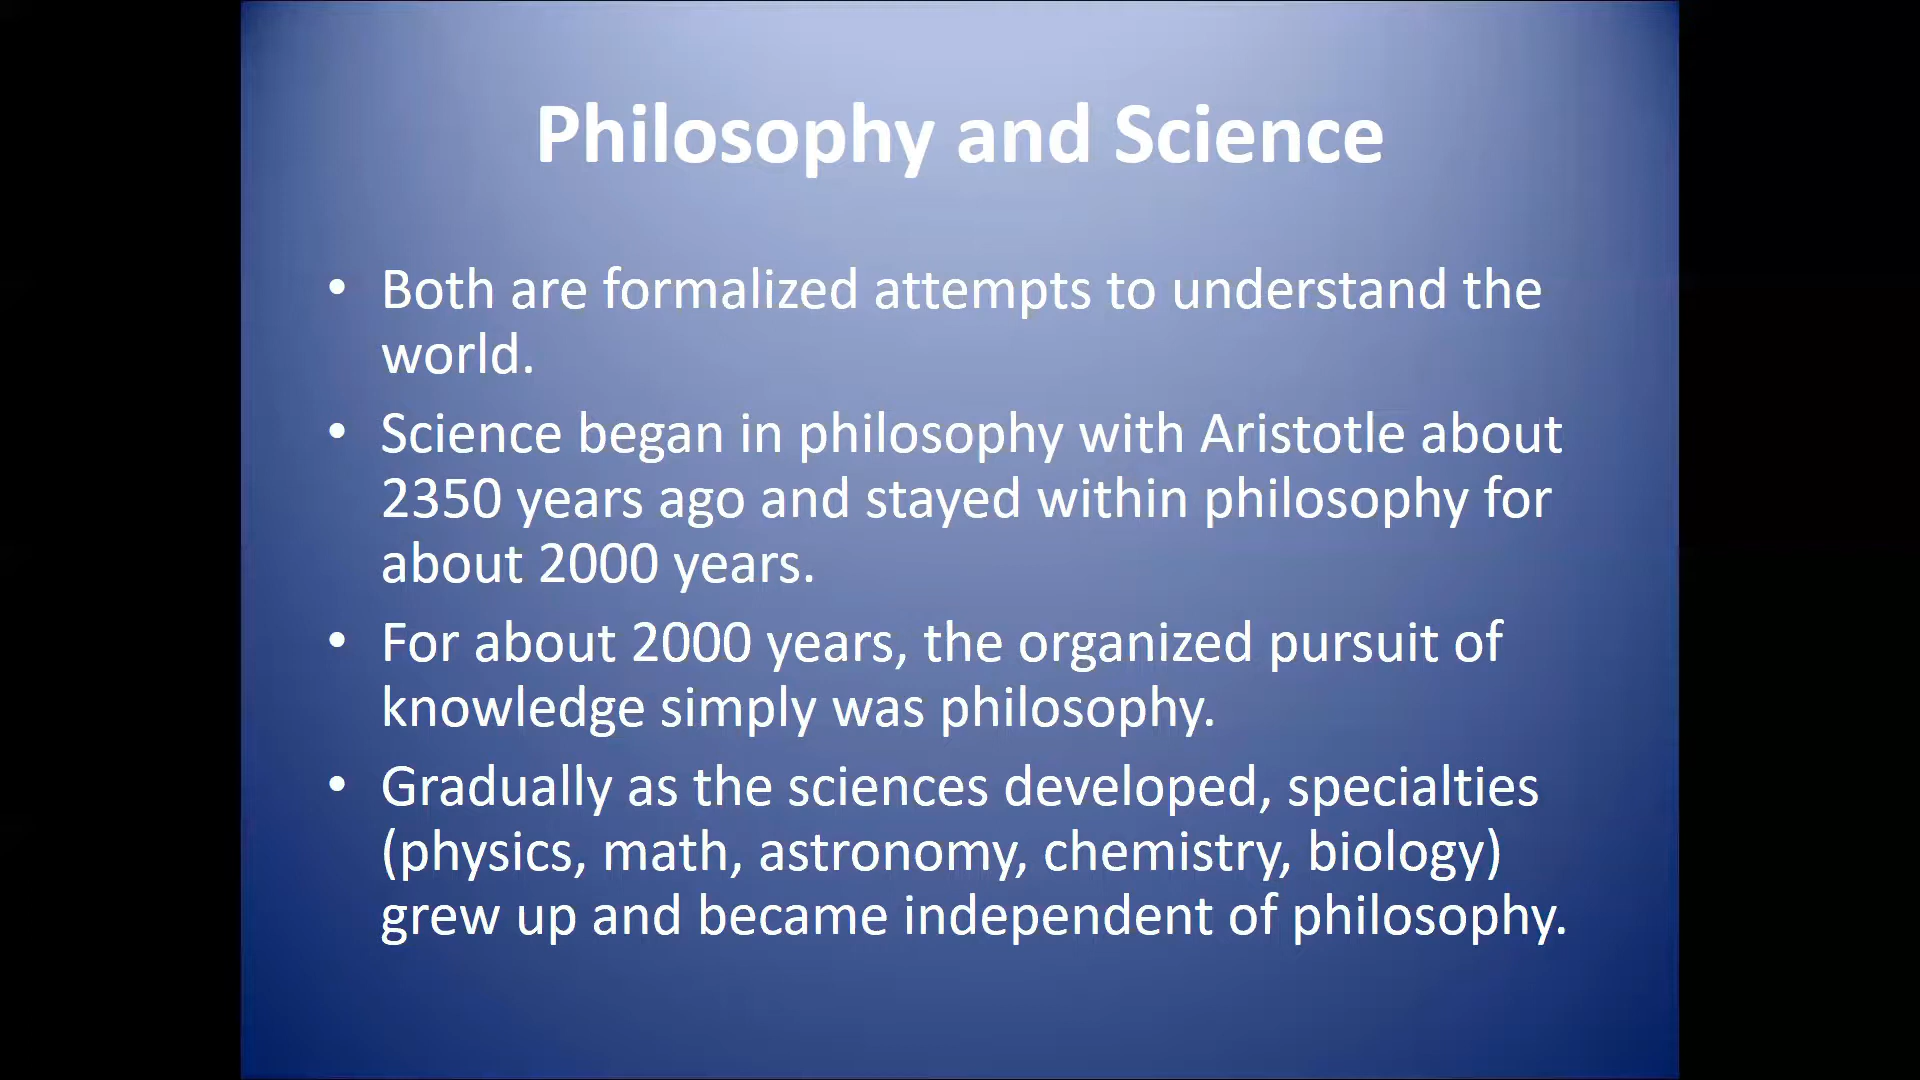 Philosophy and Science
• Both are formalized attempts to understand the
world.
• Science began in philosophy with Aristotle about
2350 years ago and stayed within philosophy for
about 2000 years.
• For about 2000 years, the organized pursuit of
knowledge simply was philosophy.
• Gradually as the sciences developed, specialties
(physics, math, astronomy, chemistry, biology)
grew up and became independent of philosophy.